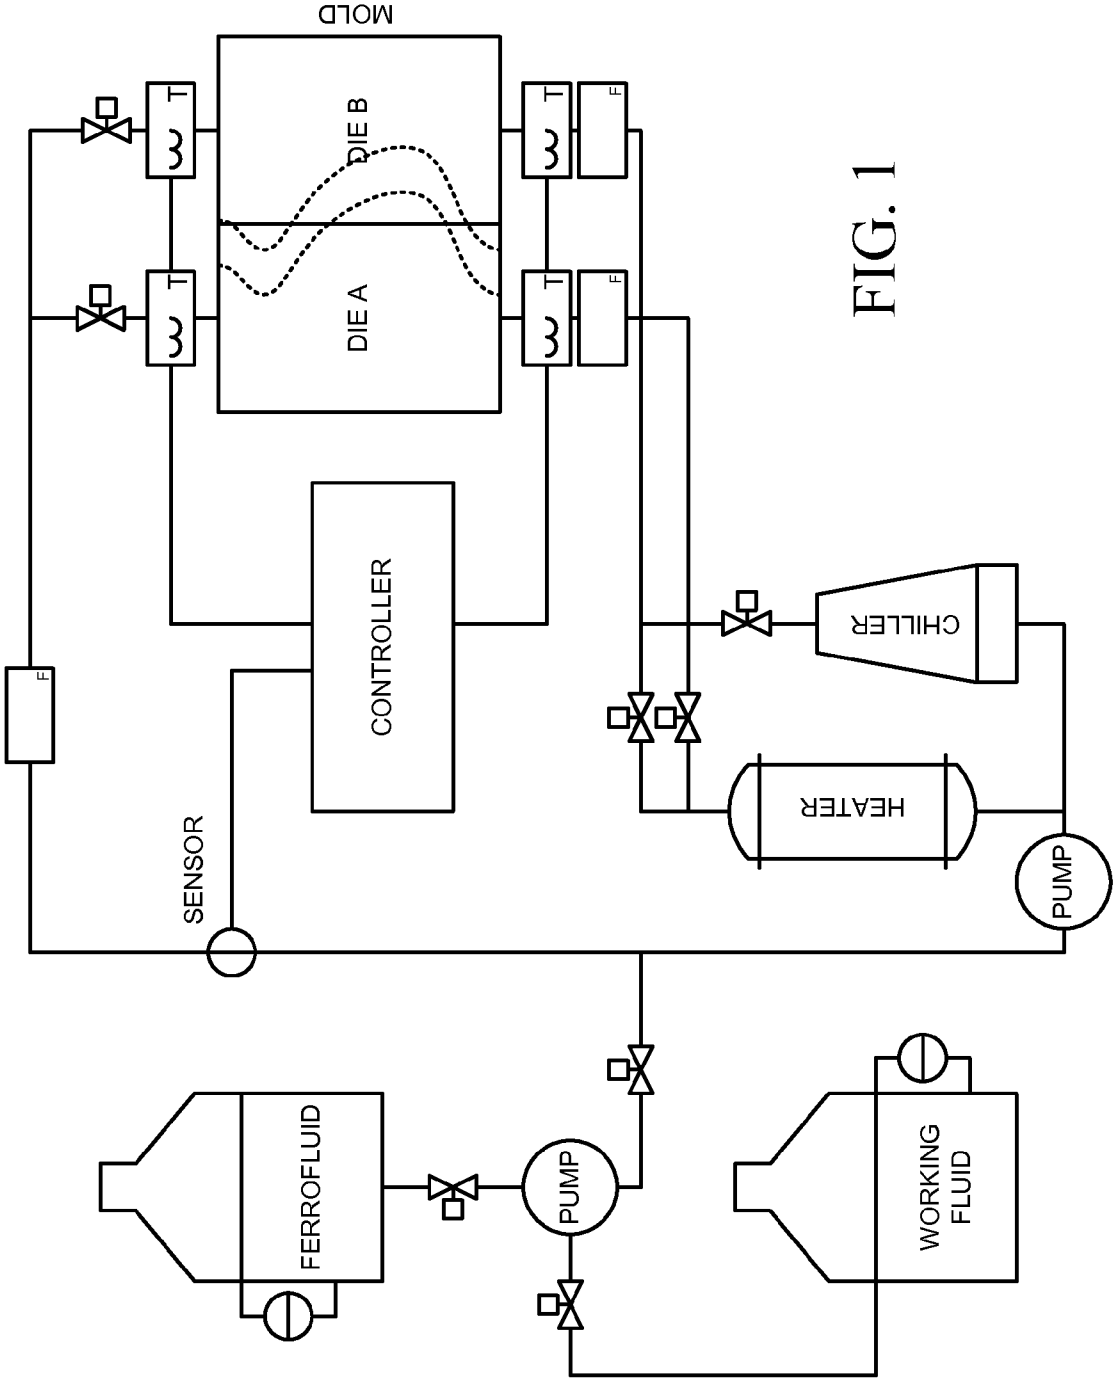 MOLD
T
T
F
DIE B
T
T
F
DIE A
FIG. 1
F
CONTROLLER
CHILLER
HEATER
SENSOR
PUMP
FERROFLUID
PUMP
WORKING
FLUID